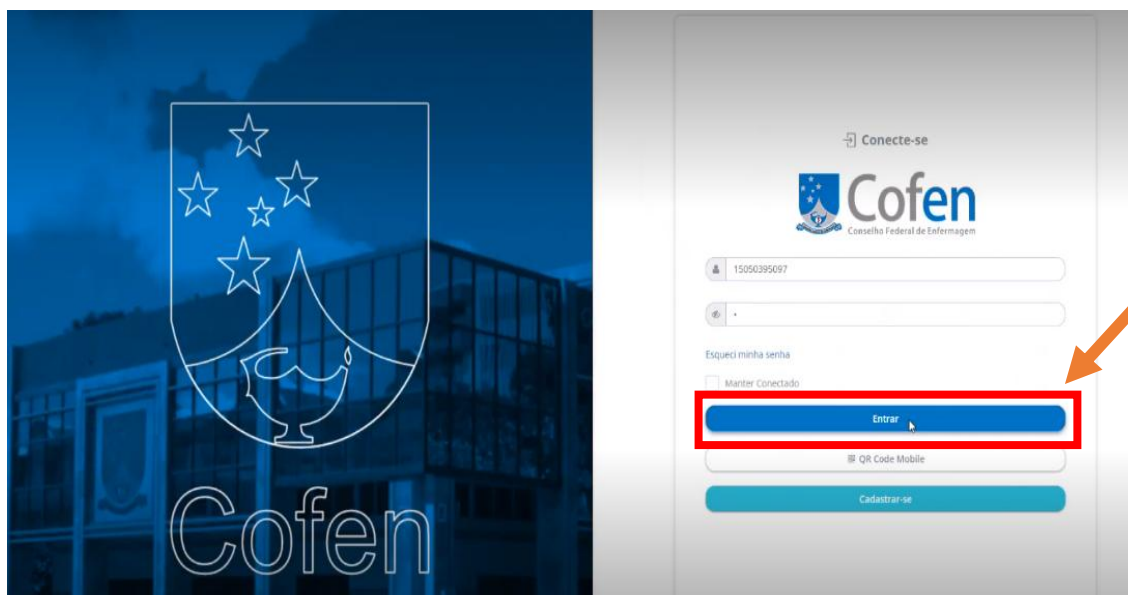 Cofen
Conecte-se
Cofen
Conselho Federal de Enfermagem
15050395097
Esqueci minha senha
Manter Conectado
Entrar
QR Code Mobile
Cadastrar-se